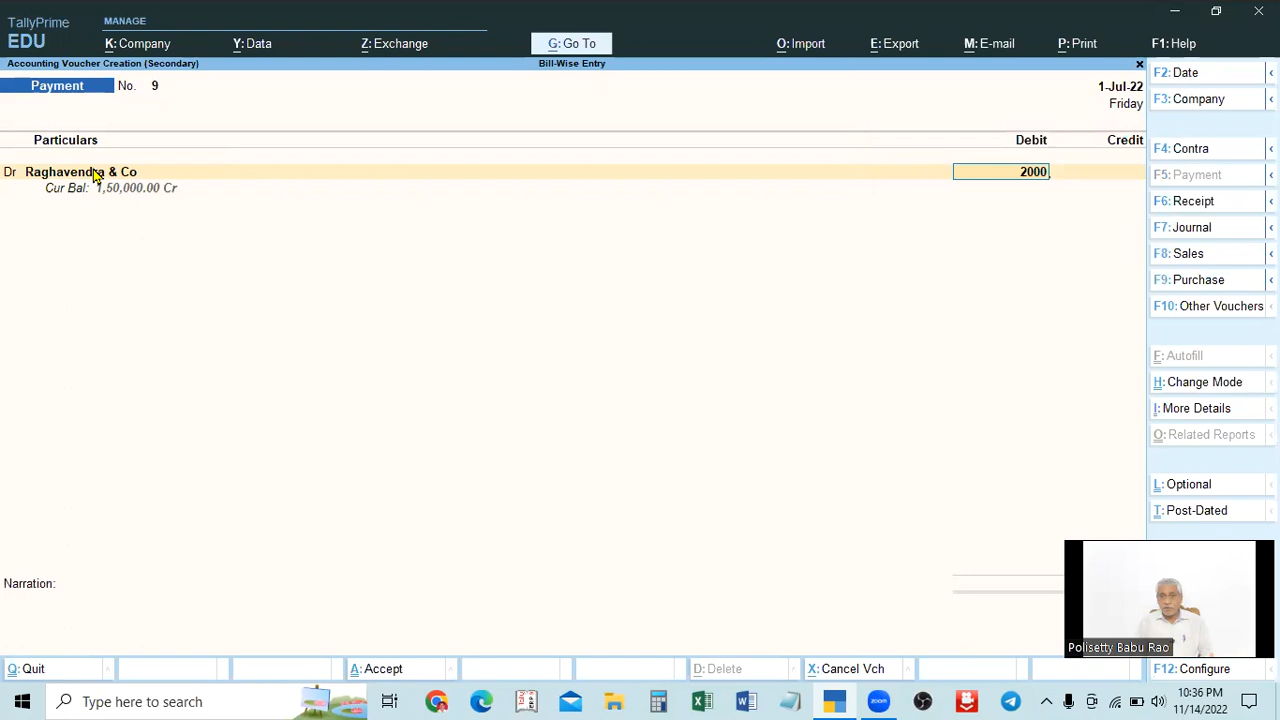 TallyPrime
EDU
MANAGE
K: Company
Y: Data
Z: Exchange
G: Go To
O: Import
E: Export
M: E-mail
P: Print
F1: Help
Accounting Voucher Creation (Secondary)
Bill-Wise Entry
Payment No. 9
1-Jul-22
Friday
Particulars
Debit
Credit
Dr Raghavendra & Co
2000
Cur Bal: 1,50,000.00 Cr
Narration:
F2: Date
F3: Company
F4: Contra
F5: Payment
F6: Receipt
F7: Journal
F8: Sales
F9: Purchase
F10: Other Vouchers
F: Autofill
H: Change Mode
I: More Details
O: Related Reports
L: Optional
T: Post-Dated
Polisetty Babu Rao
Q: Quit
A: Accept
D: Delete
X: Cancel Vch
F12: Configure
Type here to search
zoom
10:36 PM
11/14/2022